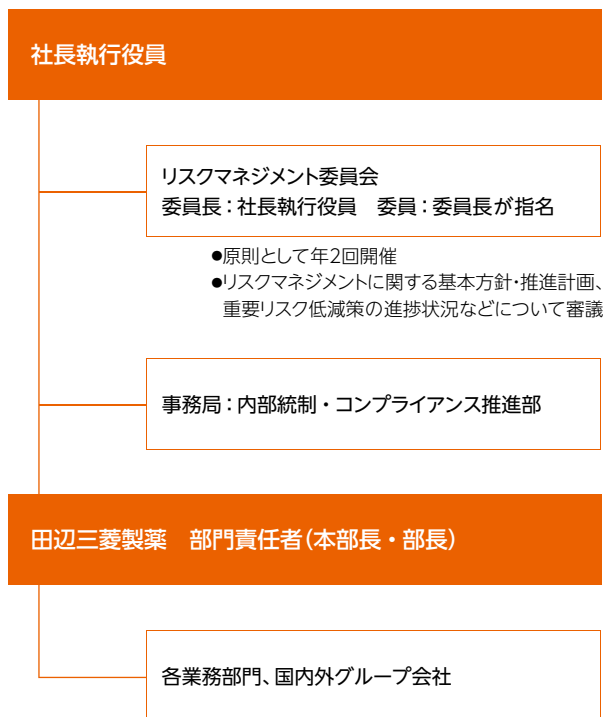 社長執行役員
リスクマネジメント委員会
委員長：社長執行役員　委員：委員長が指名
●原則として年2回開催
●リスクマネジメントに関する基本方針・推進計画、
重要リスク低減策の進捗状況などについて審議
事務局：内部統制・コンプライアンス推進部
田辺三菱製薬　部門責任者（本部長・部長）
各業務部門、国内外グループ会社